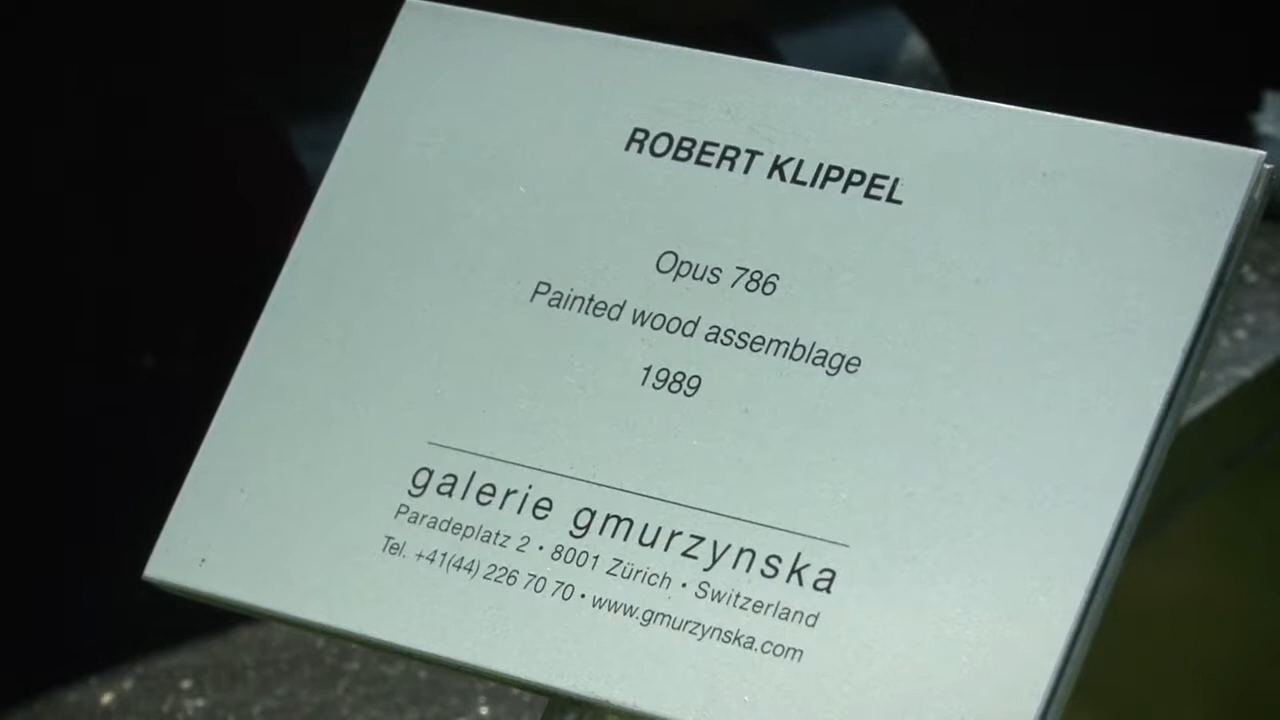 ROBERT KLIPPEL
Opus 786
Painted wood assemblage
1989
galerie gmurzynska
Paradeplatz 2 • 8001 Zürich • Switzerland
Tel. +41(44) 226 70 70 • www.gmurzynska.com